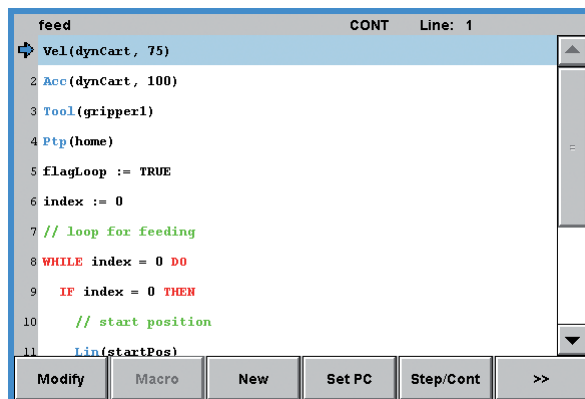 feed CONT Line: 1
Vel(dynCart, 75)
2 Acc(dynCart, 100)
3 Tool(gripper1)
4 Ptp(home)
5 flagLoop := TRUE
6 index := 0
7 // loop for feeding
8 WHILE index = 0 DO
9 IF index = 0 THEN
10 // start position
11 Lin(startPos)
Modify Macro New Set PC Step/Cont >>